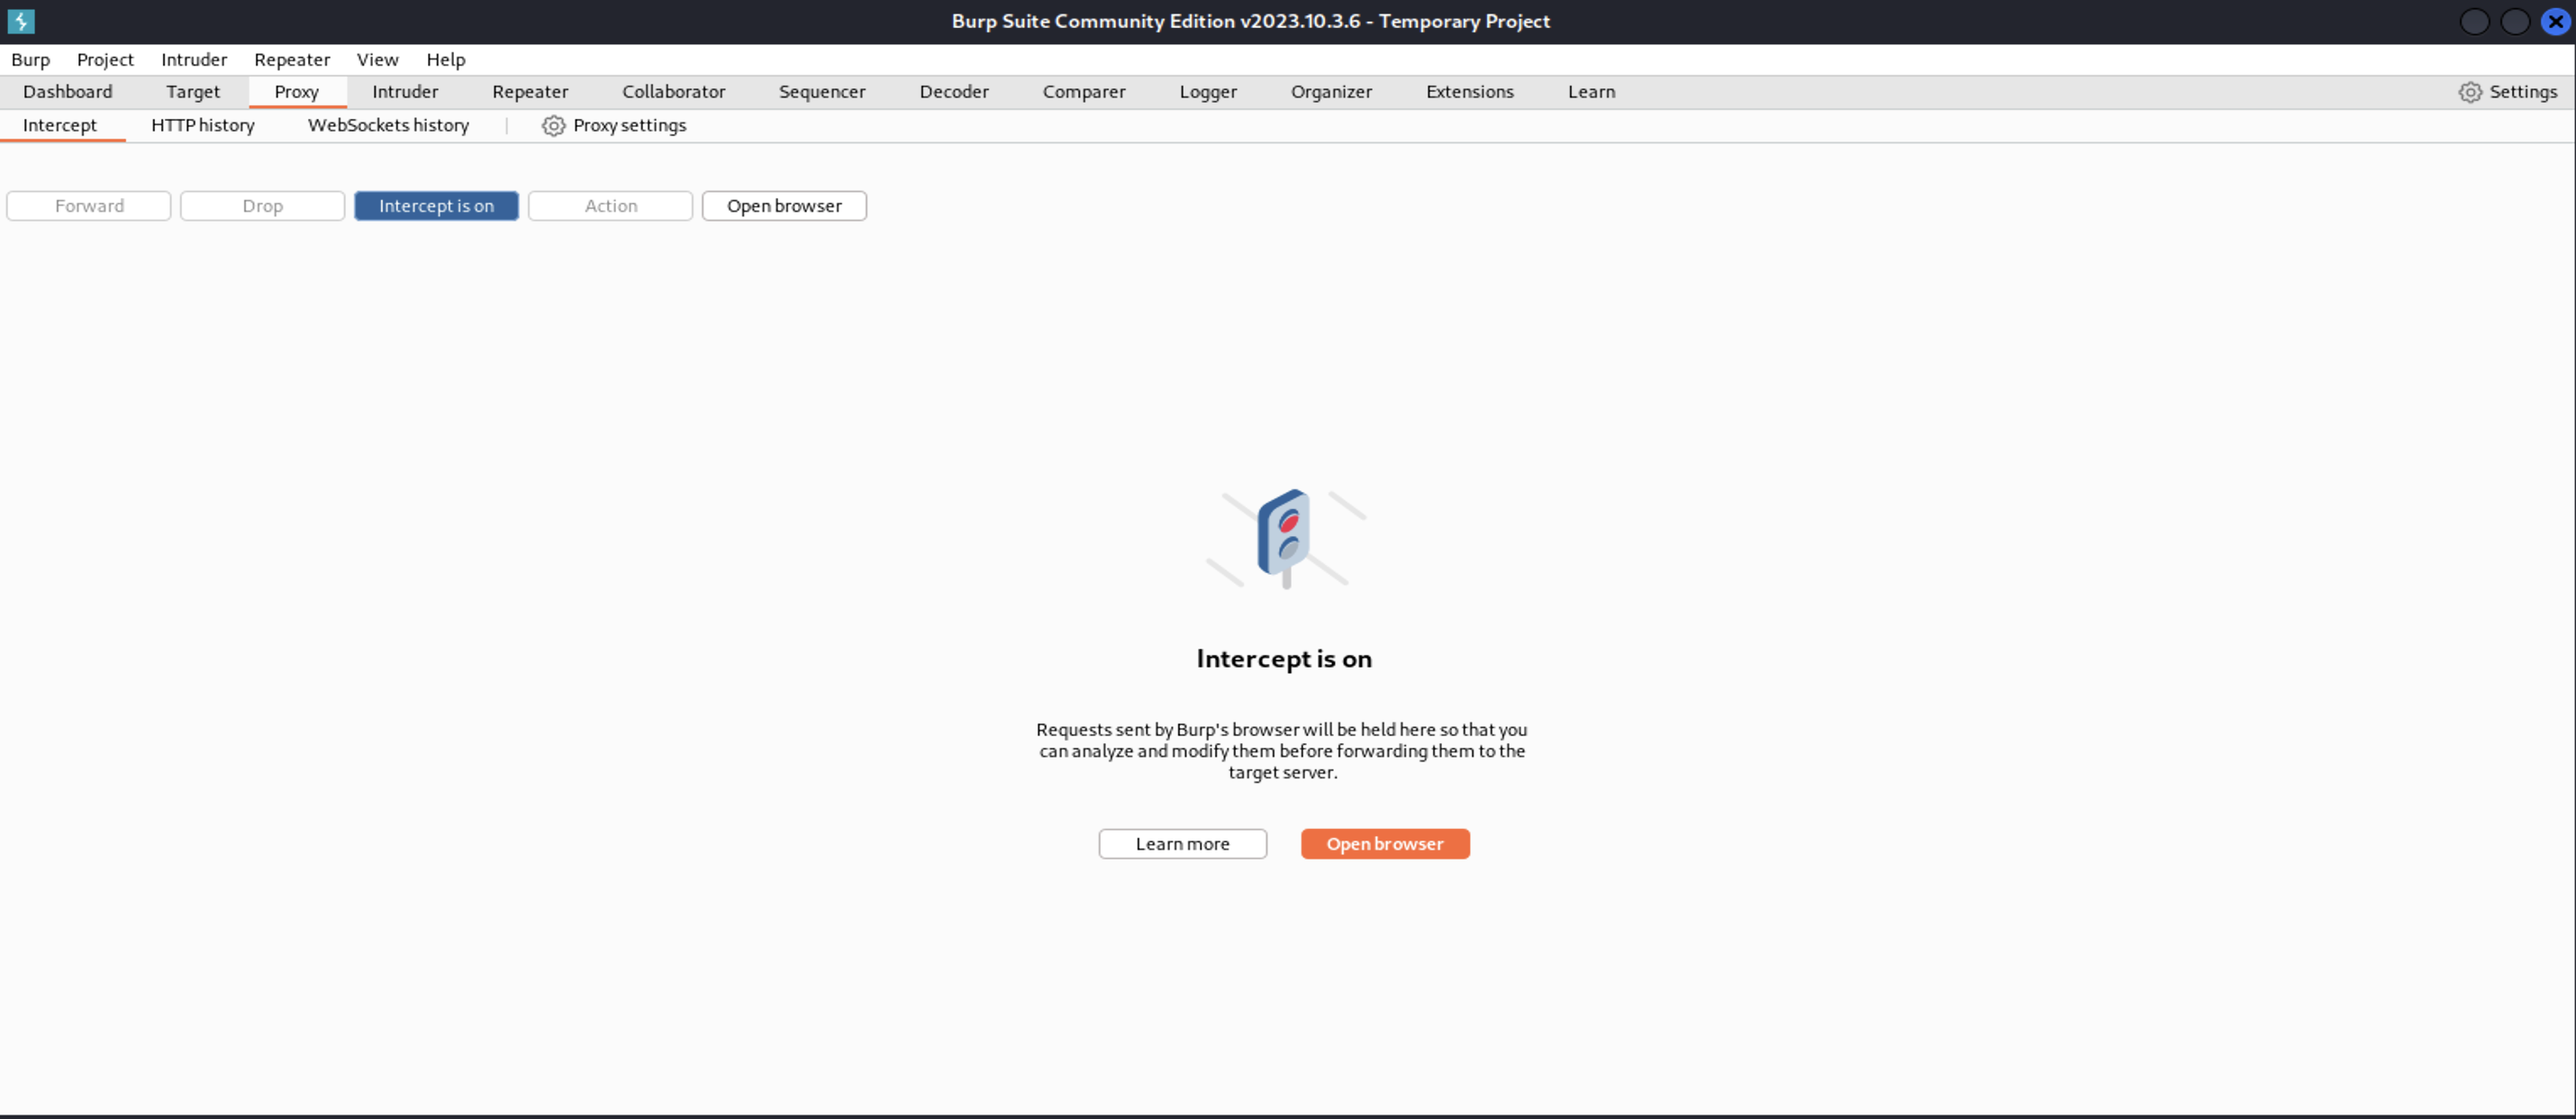 Burp Suite Community Edition v2023.10.3.6 - Temporary Project
Burp Project Intruder Repeater View Help
Dashboard Target Proxy Intruder Repeater Collaborator Sequencer Decoder Comparer Logger Organizer Extensions Learn Settings
Intercept HTTP history WebSockets history Proxy settings
Forward Drop Intercept is on Action Open browser
Intercept is on
Requests sent by Burp's browser will be held here so that you
can analyze and modify them before forwarding them to the
target server.
Learn more Open browser